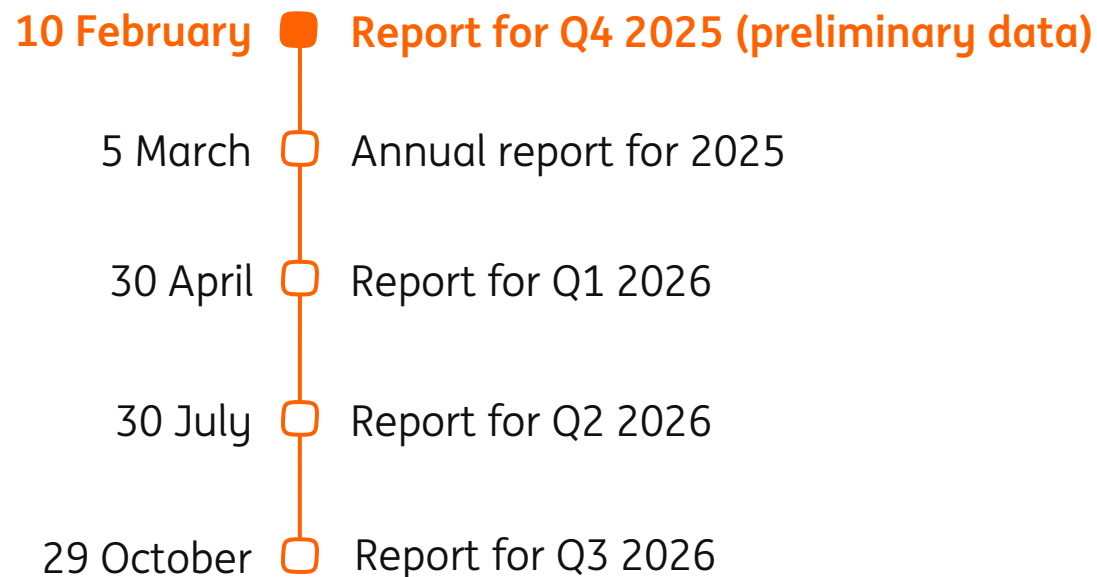 10 February Report for Q4 2025 (preliminary data)
5 March Annual report for 2025
30 April Report for Q1 2026
30 July Report for Q2 2026
29 October Report for Q3 2026